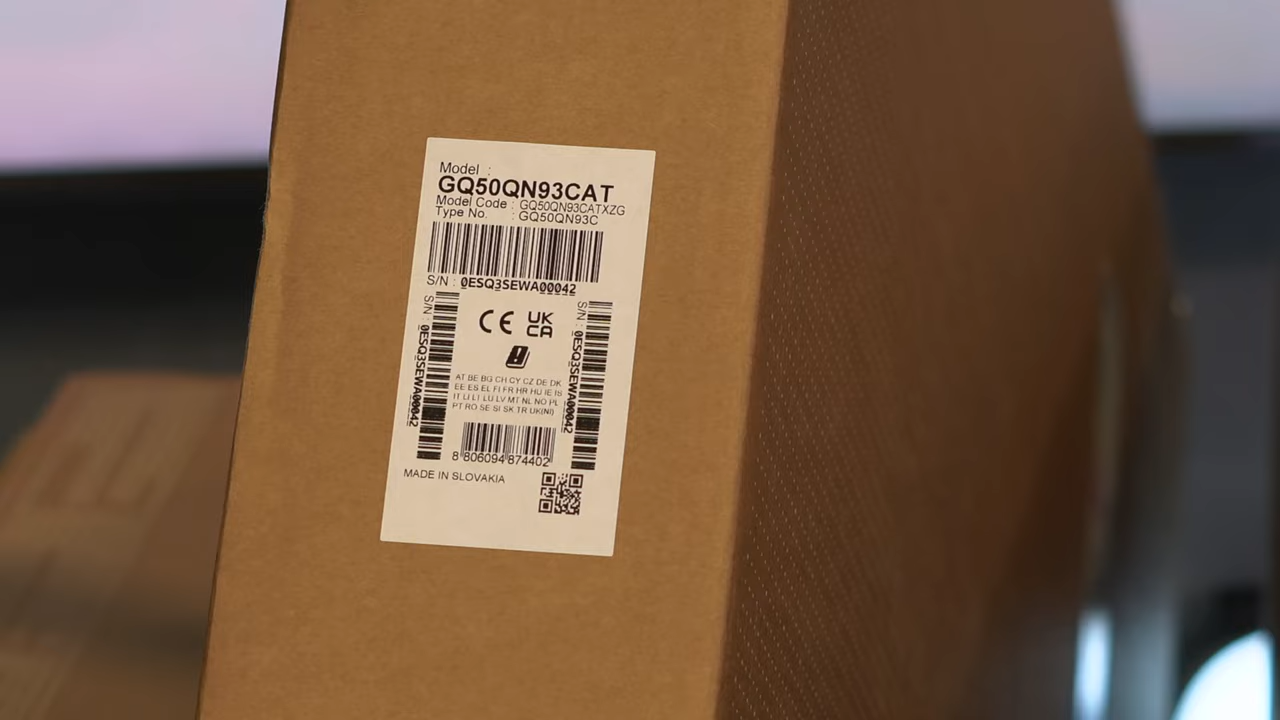 Model :
GQ50QN93CAT
Model Code : GQ50QN93CATXZG
Type No. : GQ50QN93C
S/N : 0ESQ3SEWA00042
S/N : 0ESQ3SEWA00042
S/N : 0ESQ3SEWA00042
CE UK
CA
AT BE BG CH CY CZ DE DK
EE ES EL FI FR HR HU IE IS
IT LI LT LU LV MT NL NO PL
PT RO SE SI SK TR UK(NI)
8 806094 874402
MADE IN SLOVAKIA